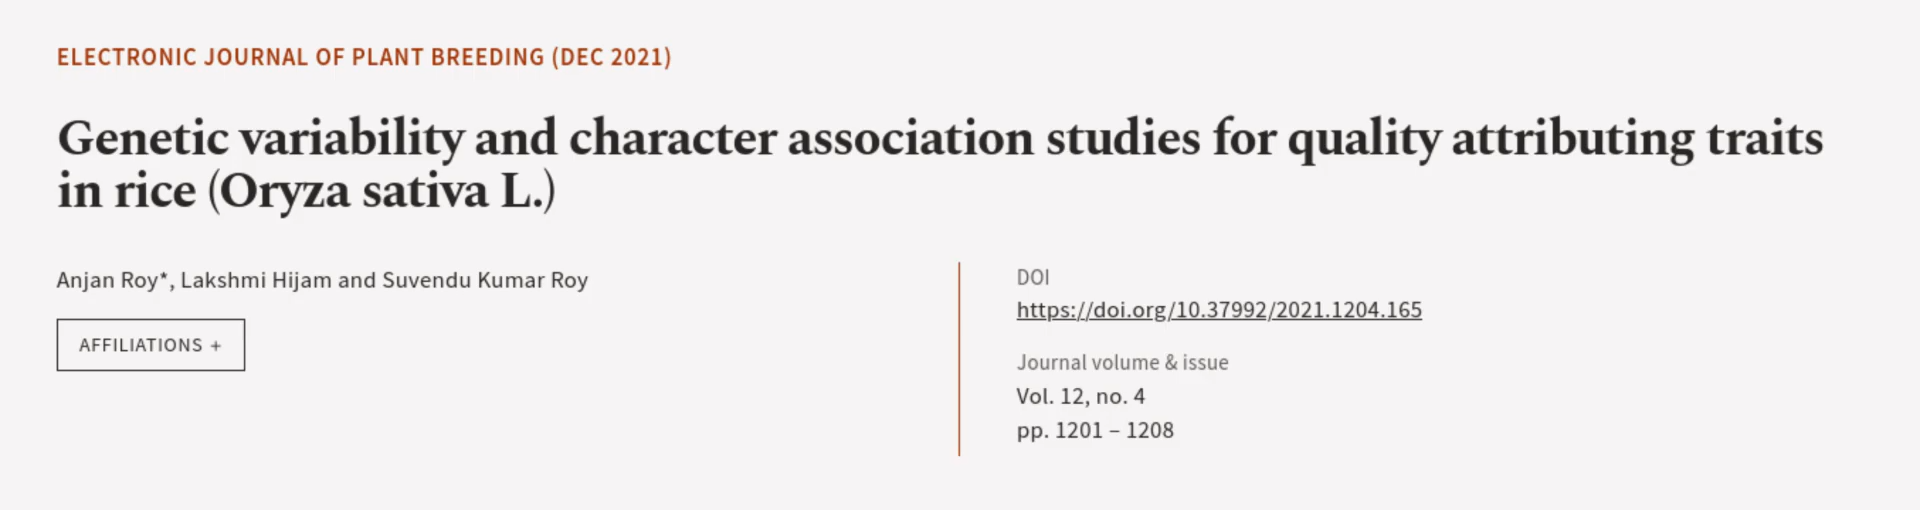 ELECTRONIC JOURNAL OF PLANT BREEDING (DEC 2021)
Genetic variability and character association studies for quality attributing traits
in rice (Oryza sativa L.)
Anjan Roy*, Lakshmi Hijam and Suvendu Kumar Roy
AFFILIATIONS +
DOI
https://doi.org/10.37992/2021.1204.165
Journal volume & issue
Vol. 12, no. 4
pp. 1201 – 1208